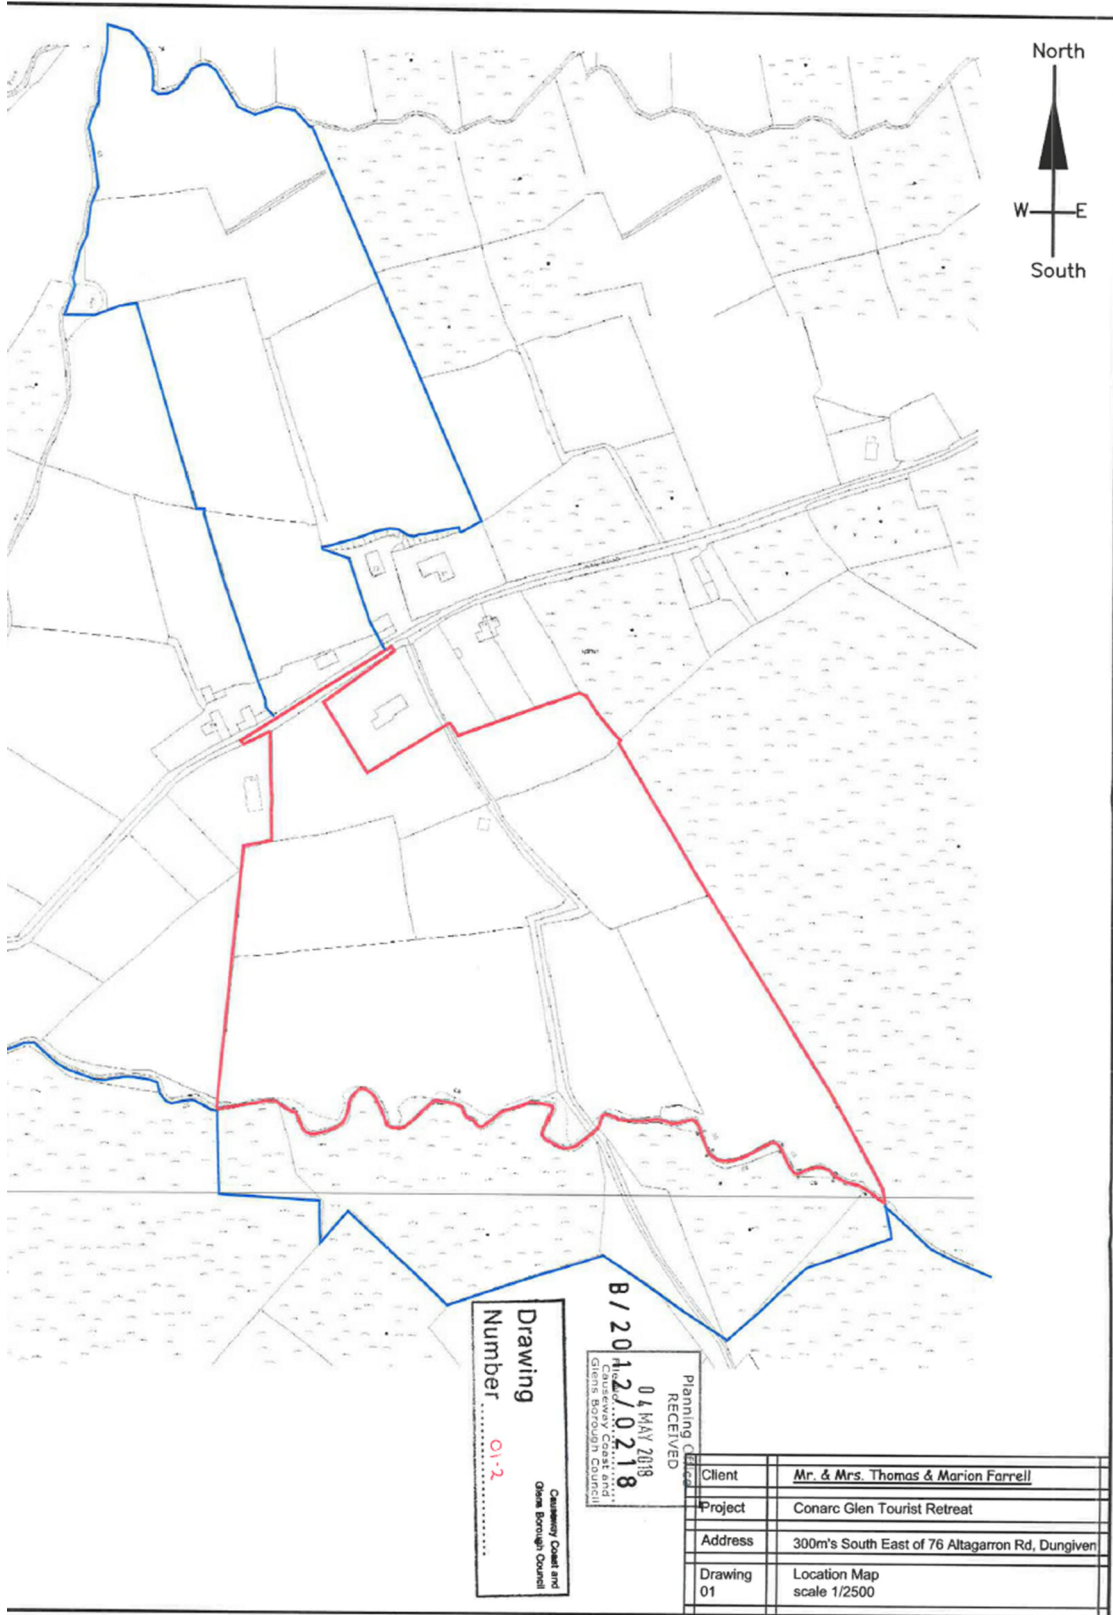 North
W E
South
B/2012/0218
Planning Office
RECEIVED
04 MAY 2018
File No............
Causeway Coast and
Glens Borough Council
Drawing
Number ....01-2............
Causeway Coast and
Glens Borough Council
Client Mr. & Mrs. Thomas & Marion Farrell
Project Conarc Glen Tourist Retreat
Address 300m's South East of 76 Altagarron Rd, Dungiven
Drawing Location Map
01 scale 1/2500